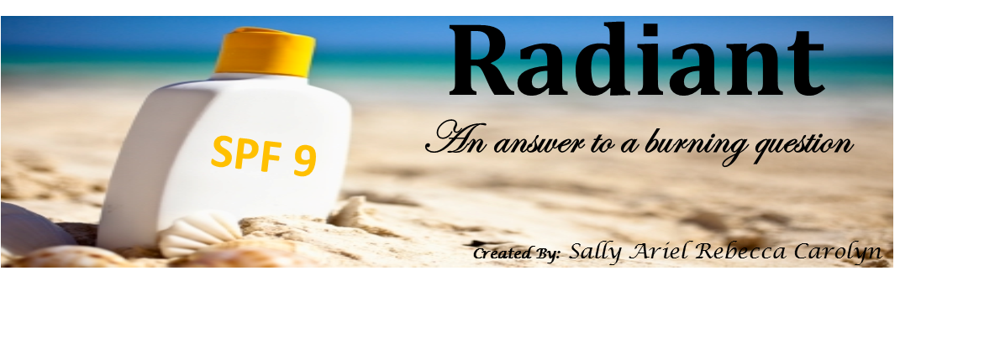 Radiant
An answer to a burning question
SPF 9
Created By: Sally Ariel Rebecca Carolyn